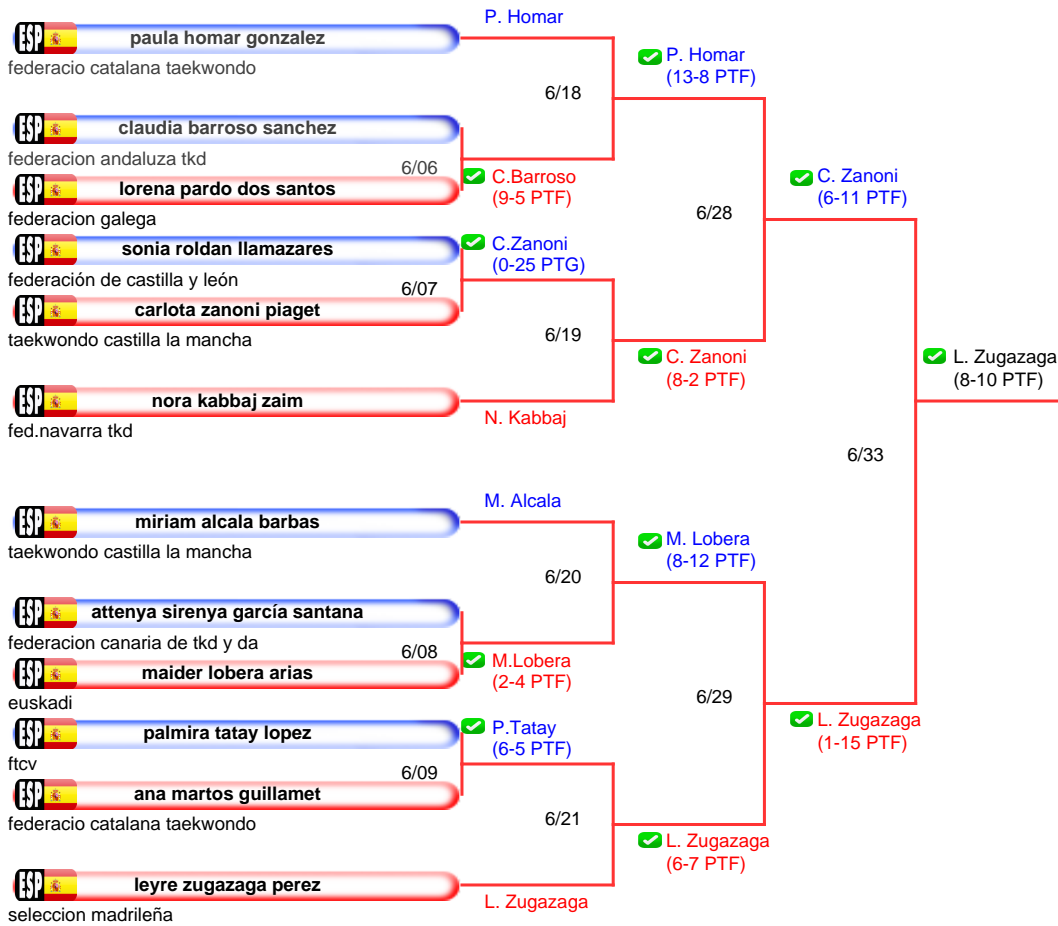 P. Homar
ESP paula homar gonzalez
federacio catalana taekwondo
P. Homar
(13-8 PTF)
6/18
ESP claudia barroso sanchez
federacion andaluza tkd
6/06
C.Barroso
(9-5 PTF)
ESP lorena pardo dos santos
federacion galega
C. Zanoni
(6-11 PTF)
6/28
ESP sonia roldan llamazares
C.Zanoni
(0-25 PTG)
federación de castilla y león
6/07
ESP carlota zanoni piaget
taekwondo castilla la mancha
6/19
C. Zanoni
(8-2 PTF)
L. Zugazaga
(8-10 PTF)
ESP nora kabbaj zaim
N. Kabbaj
fed.navarra tkd
6/33
M. Alcala
ESP miriam alcala barbas
taekwondo castilla la mancha
M. Lobera
(8-12 PTF)
6/20
ESP attenya sirenya garcía santana
federacion canaria de tkd y da
6/08
M.Lobera
(2-4 PTF)
ESP maider lobera arias
euskadi
6/29
L. Zugazaga
(1-15 PTF)
ESP palmira tatay lopez
P.Tatay
(6-5 PTF)
ftcv
6/09
ESP ana martos guillamet
federacio catalana taekwondo
6/21
L. Zugazaga
(6-7 PTF)
ESP leyre zugazaga perez
L. Zugazaga
seleccion madrileña